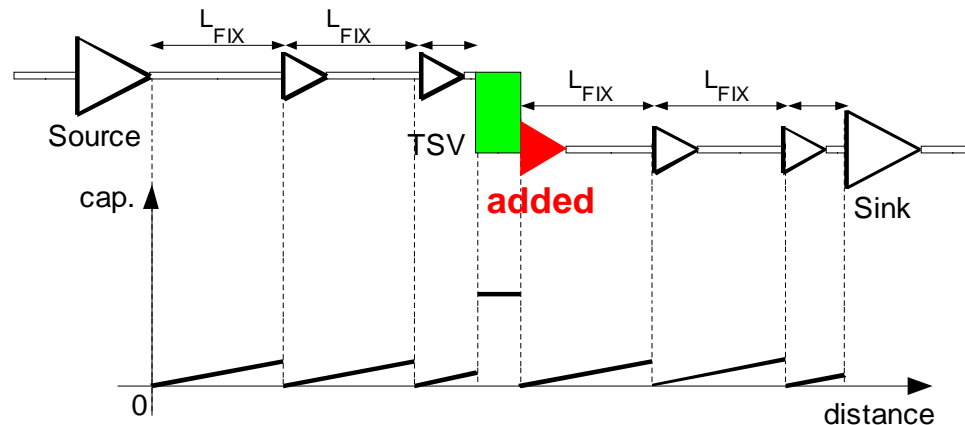 L_FIX L_FIX
Source
TSV
L_FIX L_FIX
added
Sink
cap.
0
distance